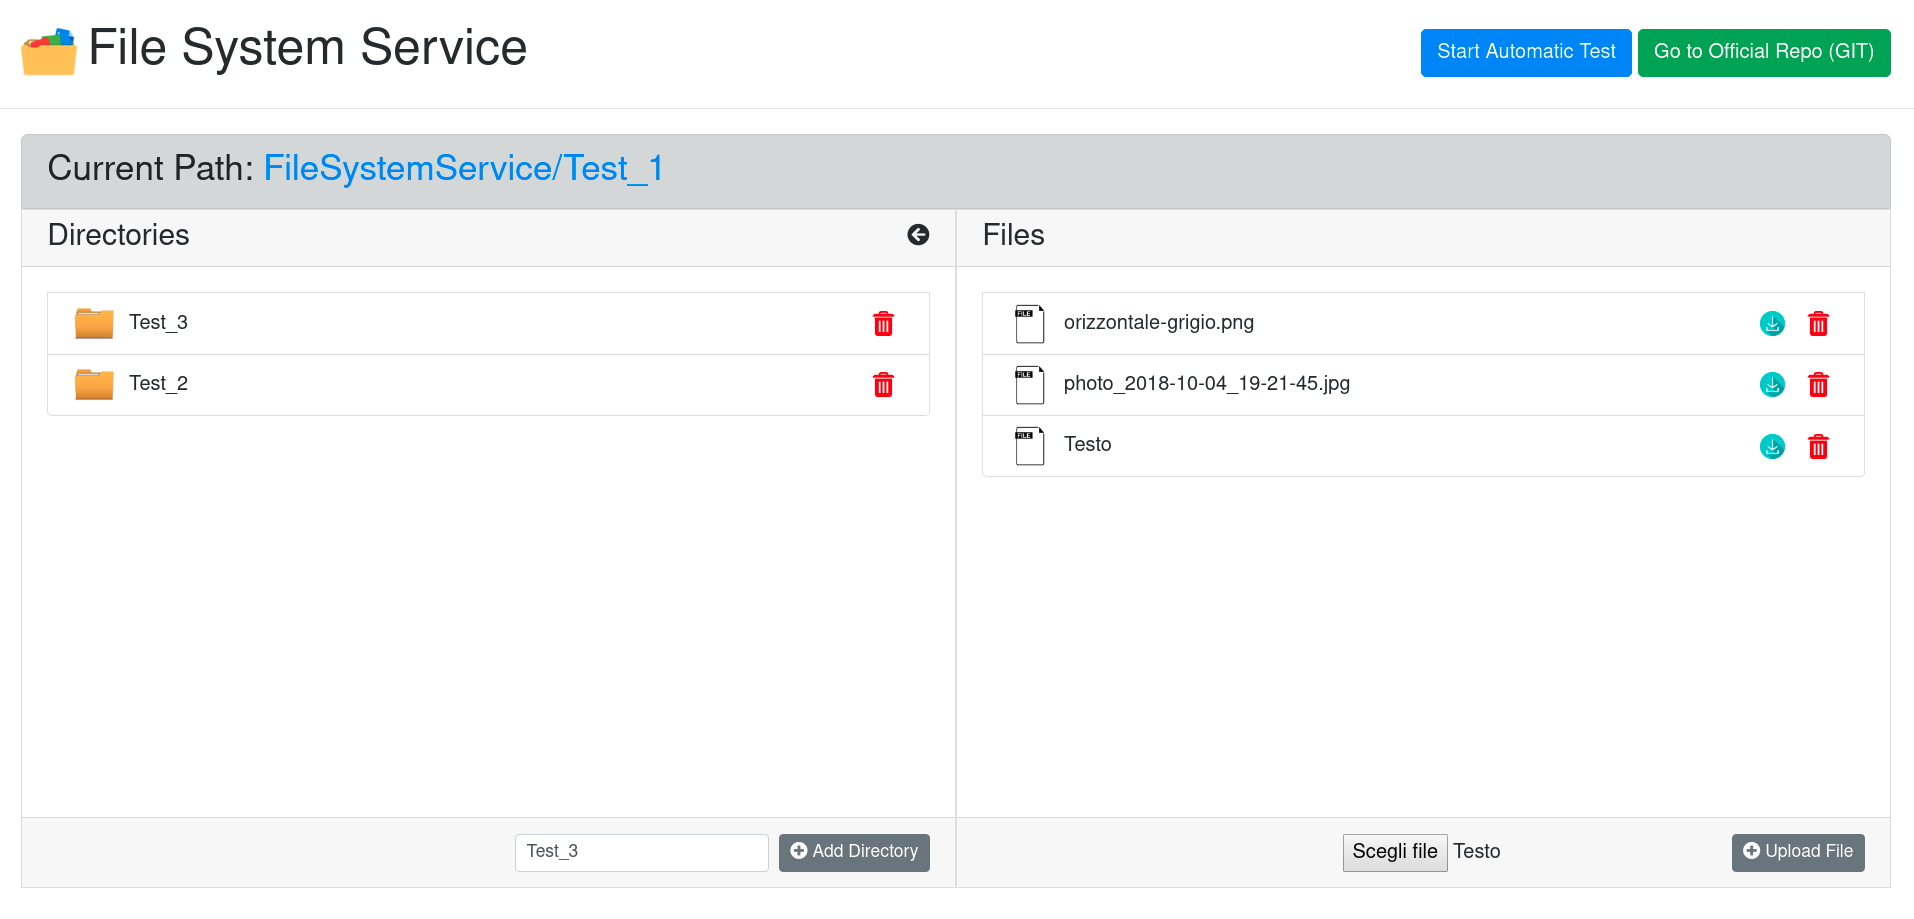 File System Service
Start Automatic Test
Go to Official Repo (GIT)
Current Path: FileSystemService/Test_1
Directories
Test_3
Test_2
Test_3
Add Directory
Files
FILE
orizzontale-grigio.png
FILE
photo_2018-10-04_19-21-45.jpg
FILE
Testo
Scegli file Testo
Upload File